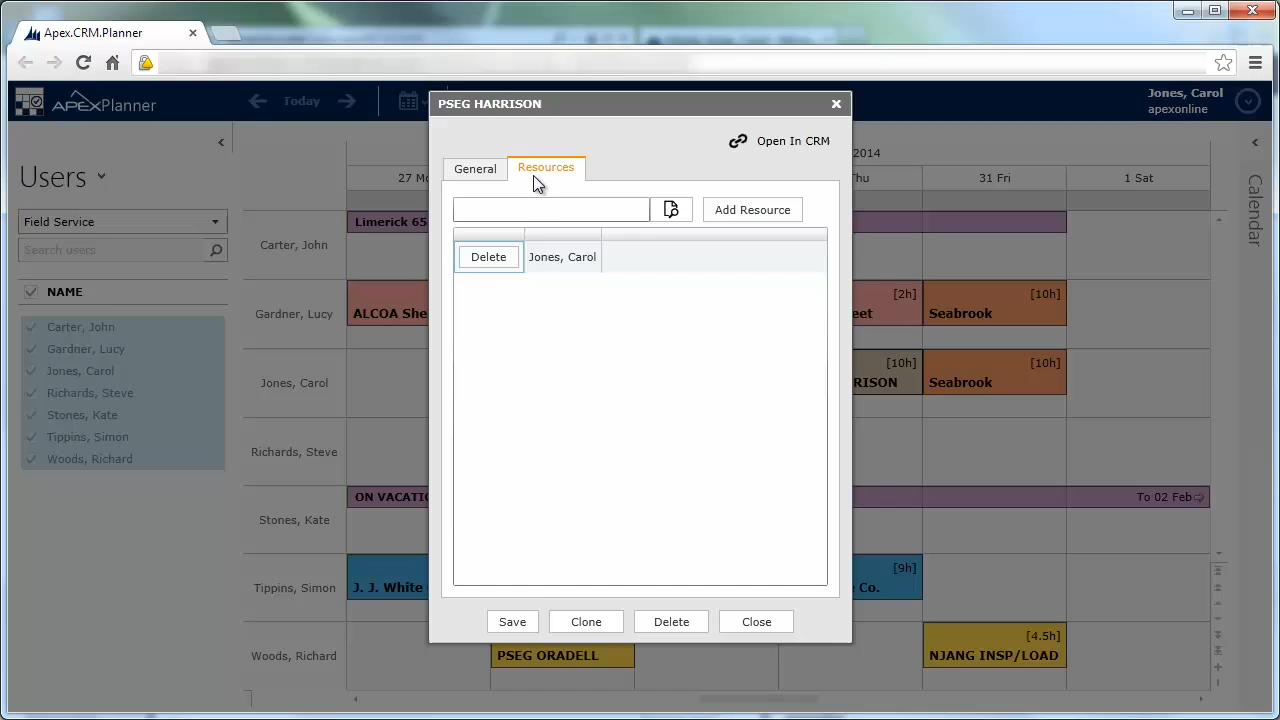 Apex.CRM.Planner
APEXPlanner
Today
Jones, Carol
apexonline
PSEG HARRISON
Open In CRM
General
Resources
Add Resource
Delete
Jones, Carol
Save
Clone
Delete
Close
Users
Field Service
Search users
NAME
Carter, John
Gardner, Lucy
Jones, Carol
Richards, Steve
Stones, Kate
Tippins, Simon
Woods, Richard
2014
27 Mo
Thu
31 Fri
1 Sat
Carter, John
Limerick 65
Gardner, Lucy
ALCOA She
[2h]
eet
[10h]
Seabrook
Jones, Carol
[10h]
RISON
[10h]
Seabrook
Richards, Steve
Stones, Kate
ON VACATI
To 02 Feb
Tippins, Simon
J. J. White
[9h]
Co.
Woods, Richard
PSEG ORADELL
[4.5h]
NJANG INSP/LOAD
Calendar